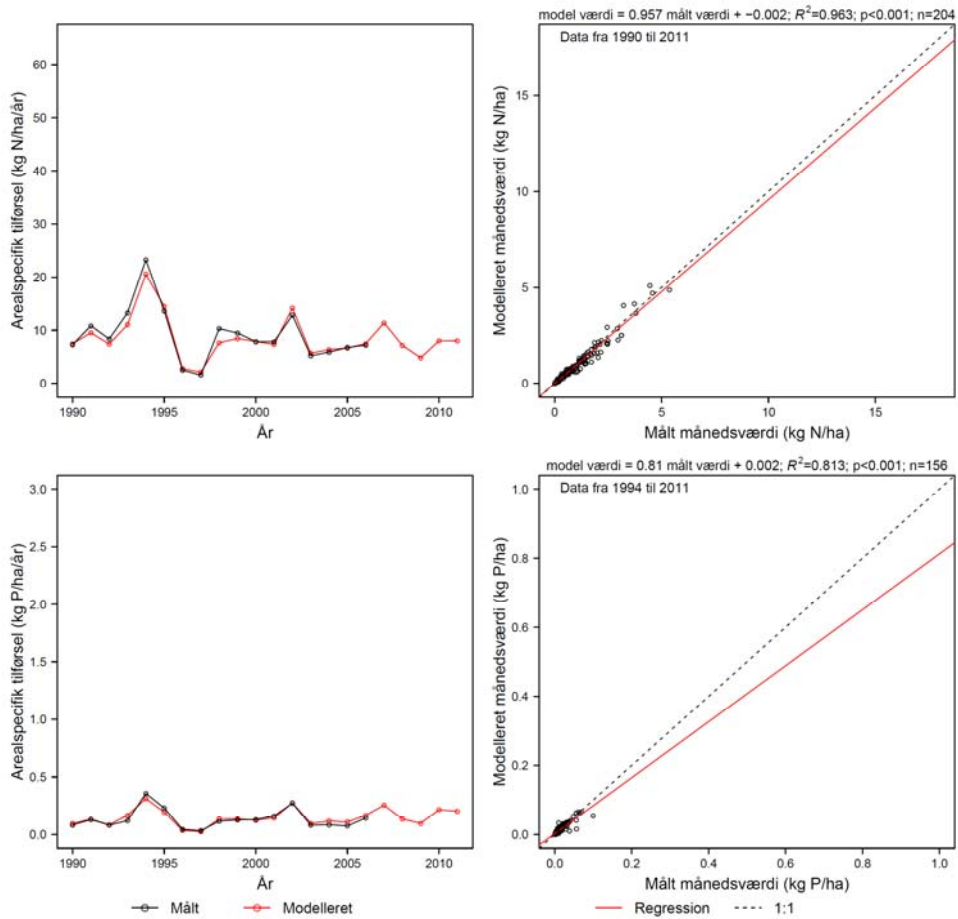 model værdi = 0.957 målt værdi + −0.002; R²=0.963; p<0.001; n=204
Data fra 1990 til 2011
Arealspecifik tilførsel (kg N/ha/år)
60
50
40
30
20
10
0
1990 1995 2000 2005 2010
År
Modelleret månedsværdi (kg N/ha)
15
10
5
0
0 5 10 15
Målt månedsværdi (kg N/ha)
model værdi = 0.81 målt værdi + 0.002; R²=0.813; p<0.001; n=156
Data fra 1994 til 2011
Arealspecifik tilførsel (kg P/ha/år)
3.0
2.5
2.0
1.5
1.0
0.5
0.0
1990 1995 2000 2005 2010
År
Modelleret månedsværdi (kg P/ha)
1.0
0.8
0.6
0.4
0.2
0.0
0.0 0.2 0.4 0.6 0.8 1.0
Målt månedsværdi (kg P/ha)
Målt Modelleret Regression 1:1